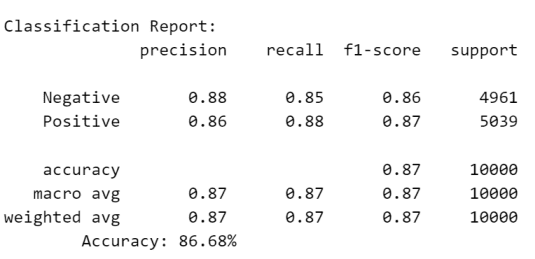 Classification Report:
precision recall f1-score support
Negative 0.88 0.85 0.86 4961
Positive 0.86 0.88 0.87 5039
accuracy 0.87 10000
macro avg 0.87 0.87 0.87 10000
weighted avg 0.87 0.87 0.87 10000
Accuracy: 86.68%